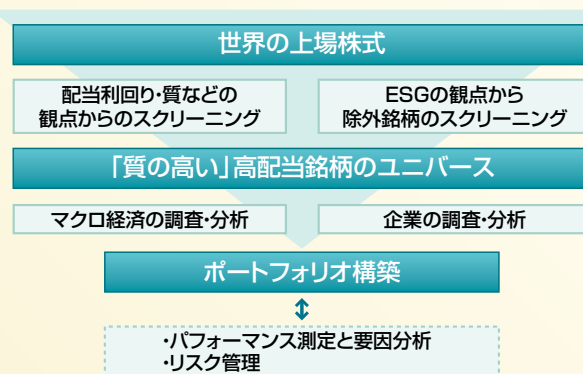 世界の上場株式
配当利回り・質などの
観点からのスクリーニング
ESGの観点から
除外銘柄のスクリーニング
「質の高い」高配当銘柄のユニバース
マクロ経済の調査・分析
企業の調査・分析
ポートフォリオ構築
・パフォーマンス測定と要因分析
・リスク管理